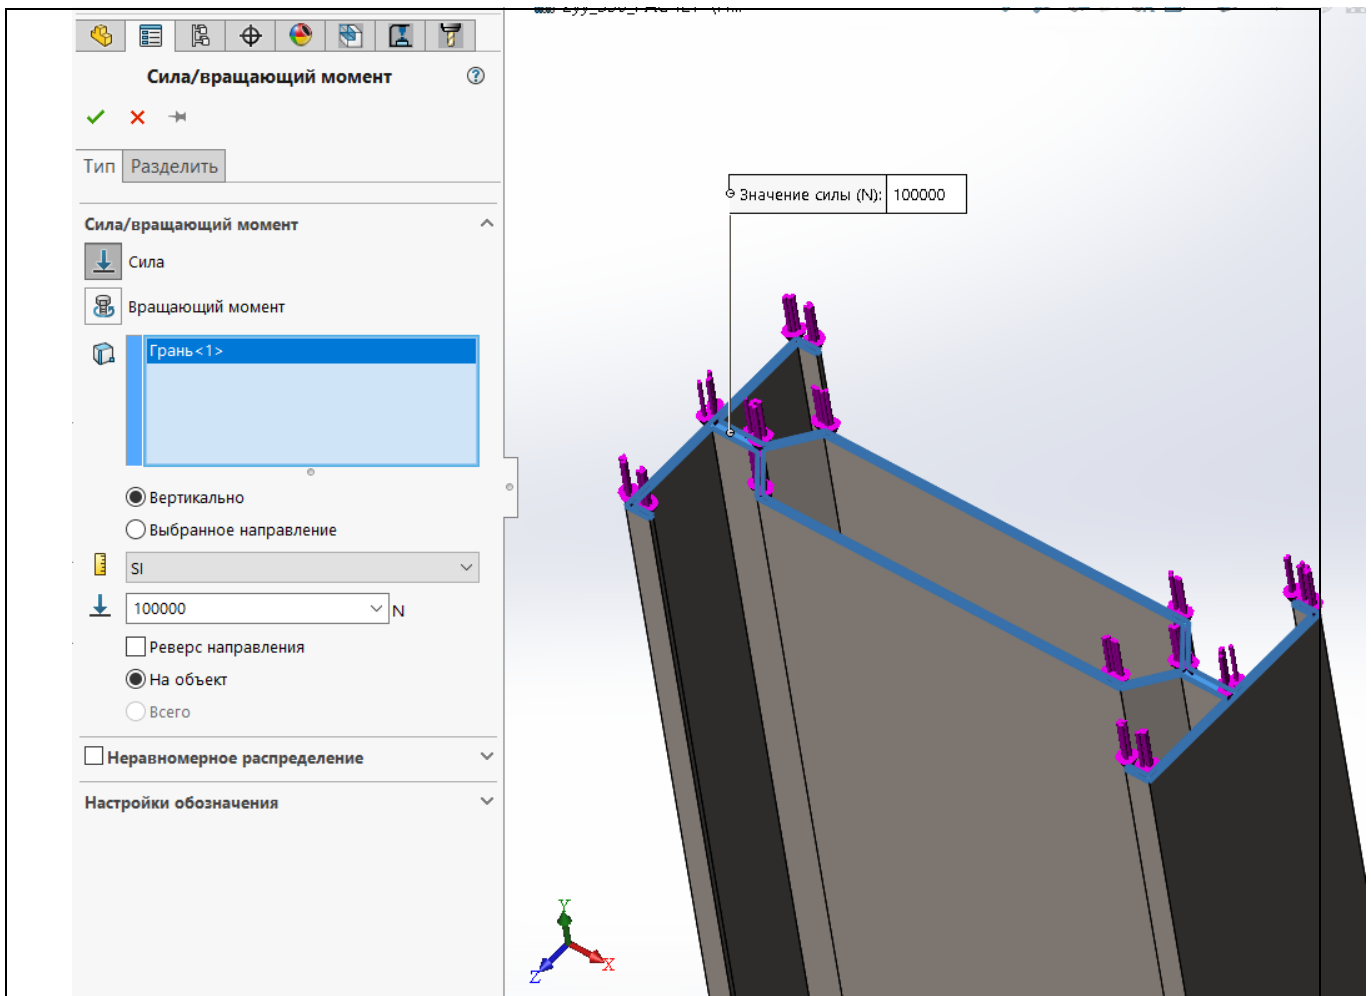 Сила/вращающий момент
Тип
Разделить
Сила/вращающий момент
Сила
Вращающий момент
Грань<1>
Вертикально
Выбранное направление
SI
100000
N
Реверс направления
На объект
Всего
Неравномерное распределение
Настройки обозначения
Значение силы (N): 100000
Y
X
Z